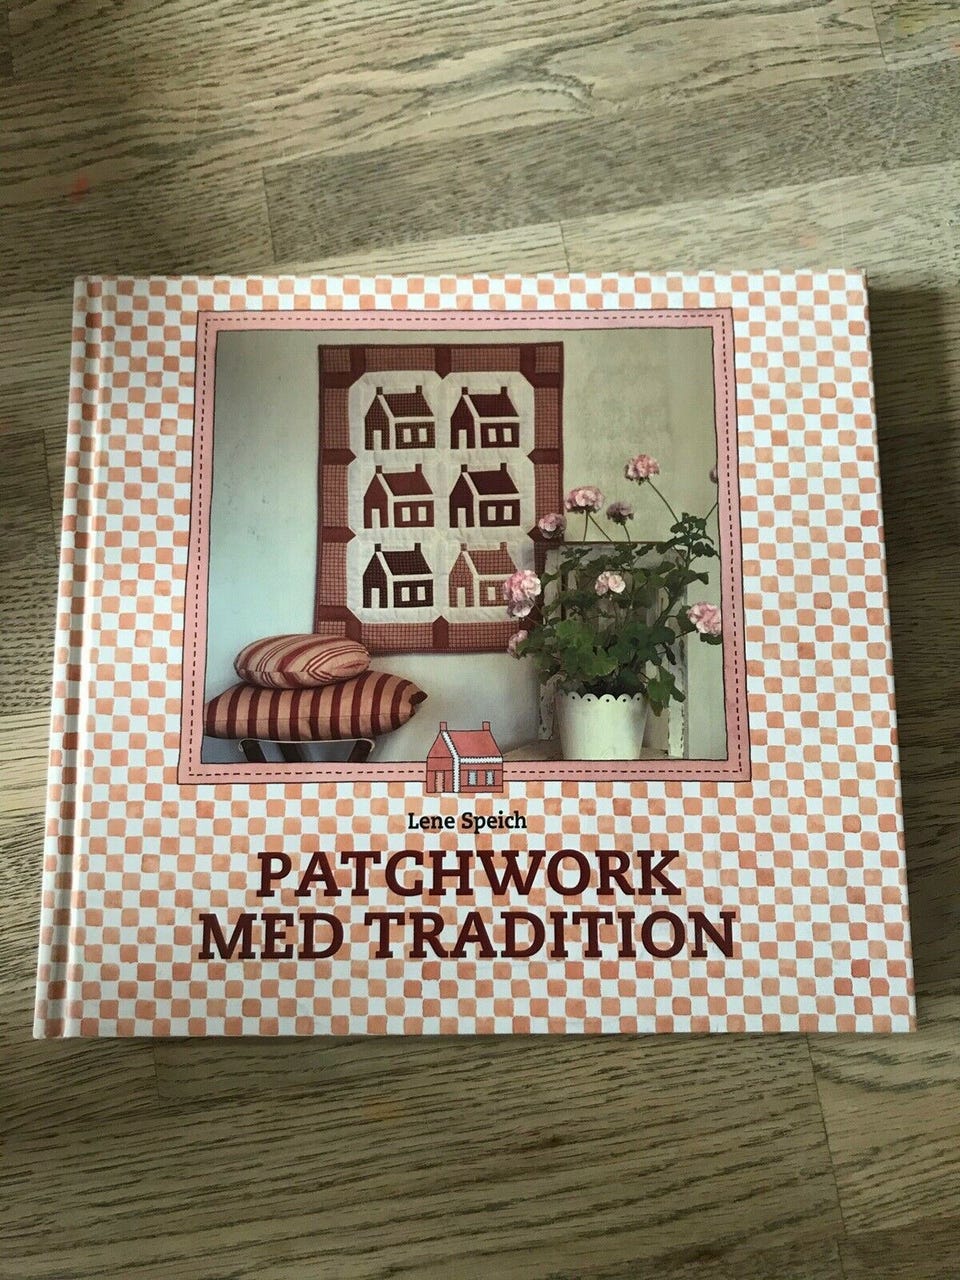 Lene Speich
PATCHWORK
MED TRADITION